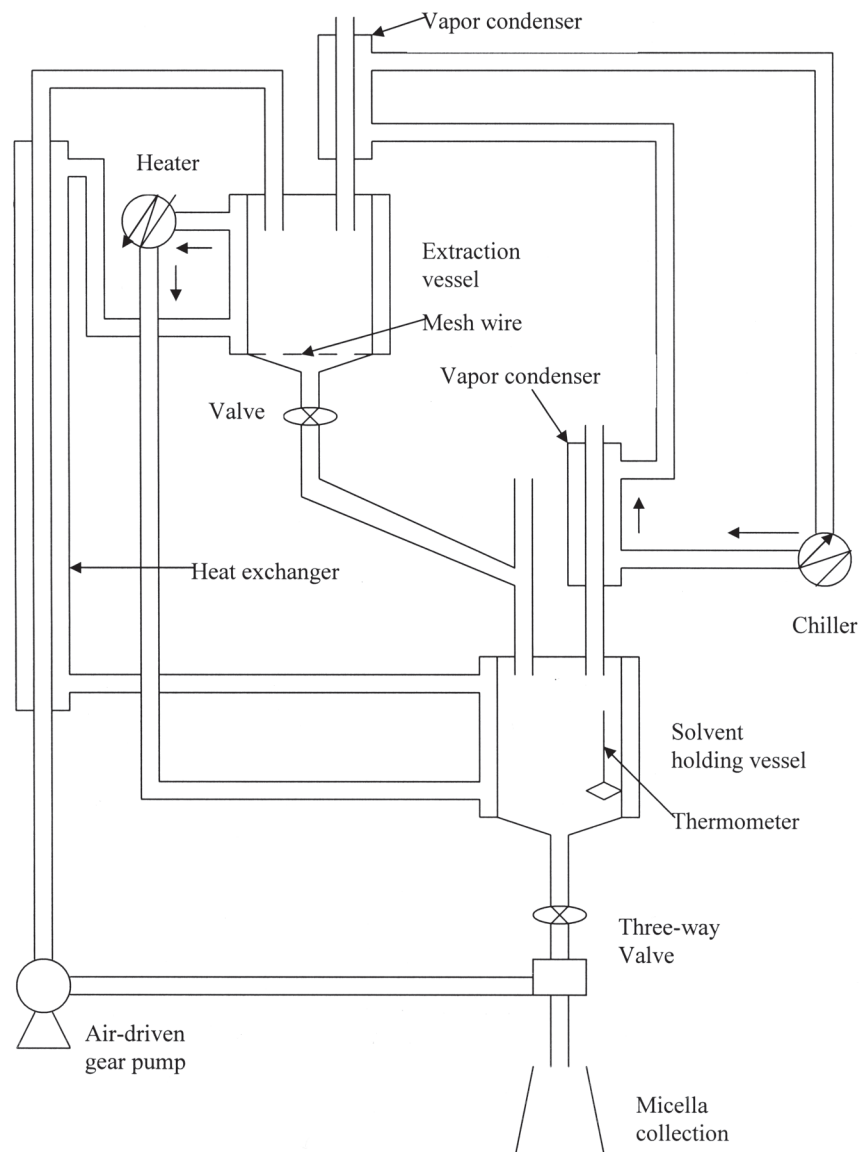 Vapor condenser
Heater
Extraction
vessel
Mesh wire
Vapor condenser
Valve
Heat exchanger
Chiller
Solvent
holding vessel
Thermometer
Three-way
Valve
Air-driven
gear pump
Micella
collection